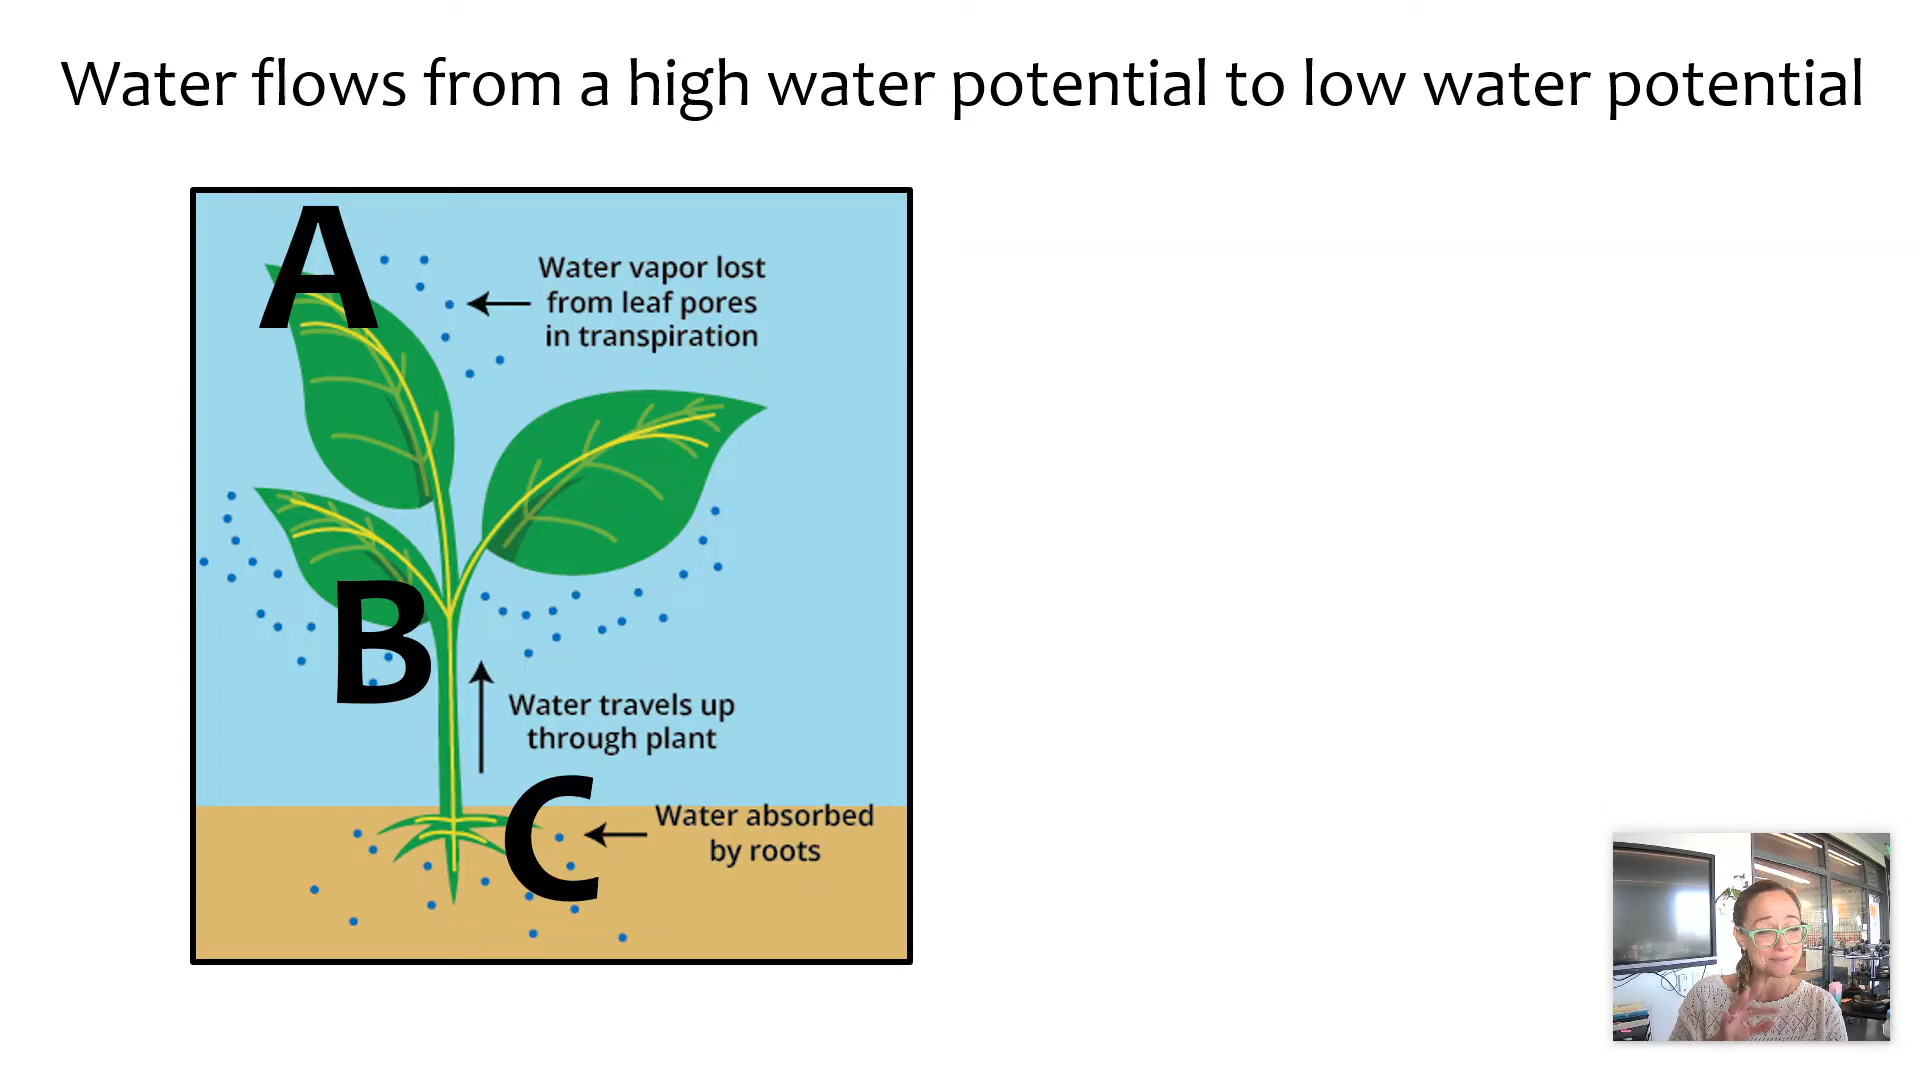 Water flows from a high water potential to low water potential
A
Water vapor lost
from leaf pores
in transpiration
B
Water travels up
through plant
C
Water absorbed
by roots